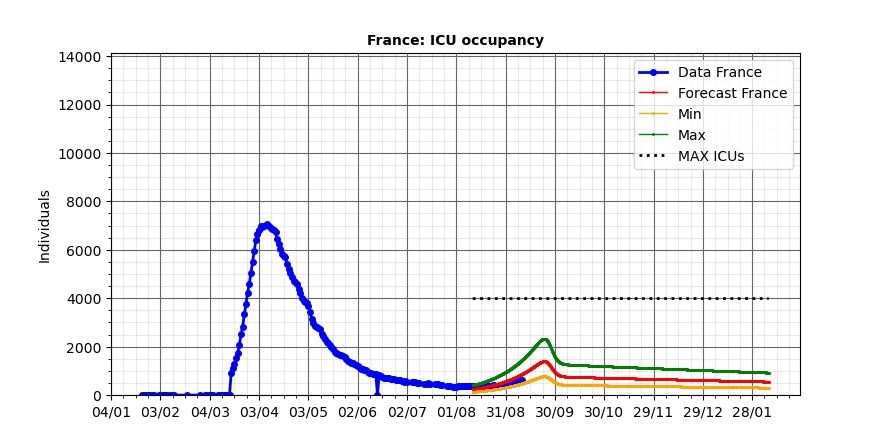 France: ICU occupancy
14000
12000
10000
8000
6000
4000
2000
0
Individuals
Data France
Forecast France
Min
Max
MAX ICUs
04/01 03/02 04/03 03/04 03/05 02/06 02/07 01/08 31/08 30/09 30/10 29/11 29/12 28/01